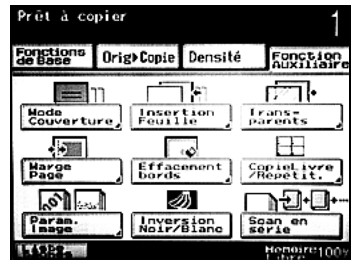 Prêt à copier
1
Fonctions de Base
Orig▸Copie
Densité
Fonction Auxiliaire
Mode Couverture
Insertion Feuille
Trans-parents
Marge Page
Effacement bords
CopieLivre /Répétit.
Param. Image
Inversion Noir/Blanc
Scan en série
Mémoire Libre 100%